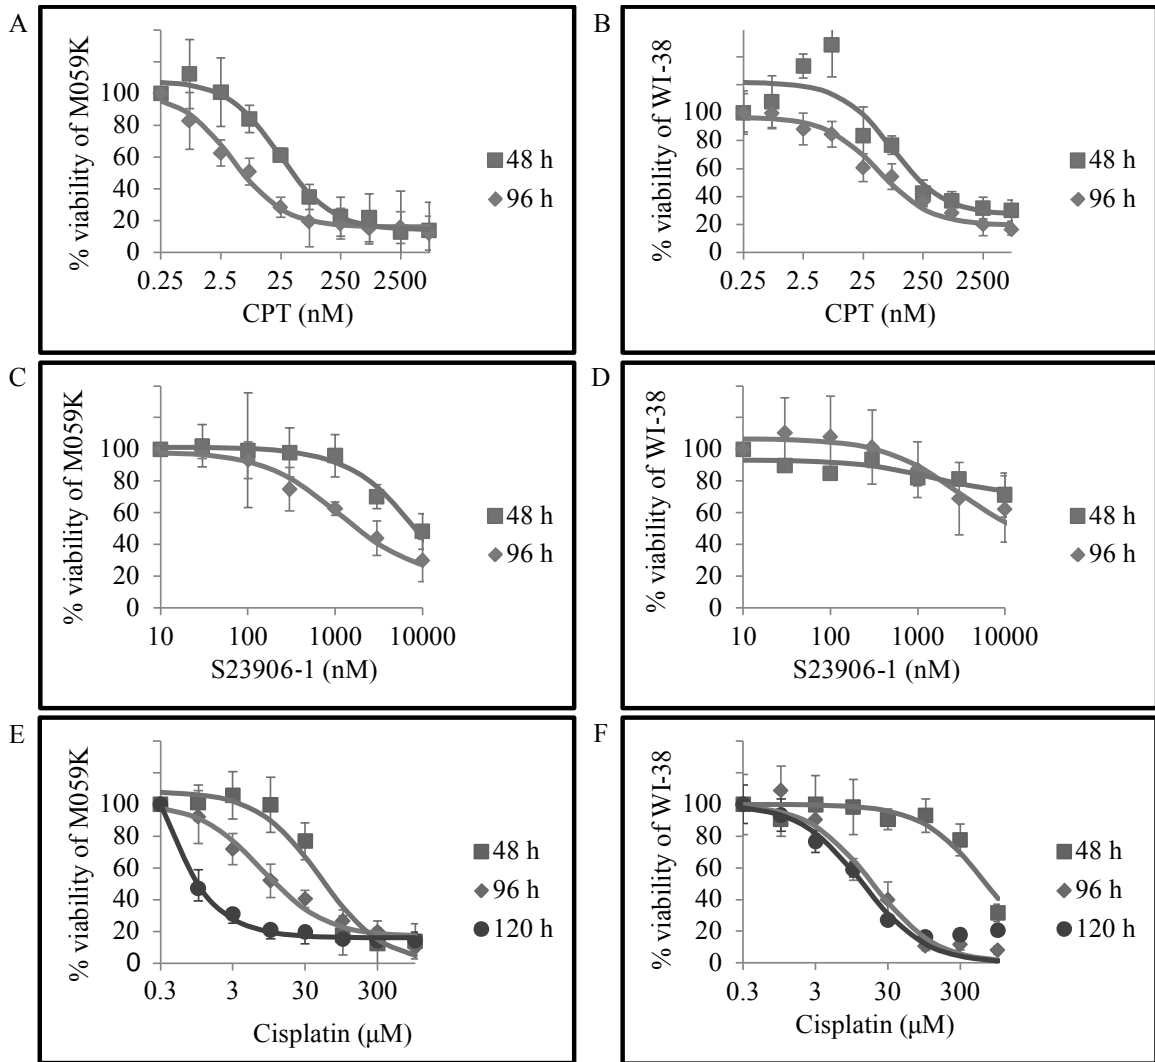 A
% viability of M059K
100
80
60
40
20
0
0.25 2.5 25 250 2500
CPT (nM)
48 h
96 h
B
% viability of WI-38
100
80
60
40
20
0
0.25 2.5 25 250 2500
CPT (nM)
48 h
96 h
C
% viability of M059K
100
80
60
40
20
0
10 100 1000 10000
S23906-1 (nM)
48 h
96 h
D
% viability of WI-38
100
80
60
40
20
0
10 100 1000 10000
S23906-1 (nM)
48 h
96 h
E
% viability of M059K
100
80
60
40
20
0
0.3 3 30 300
Cisplatin (μM)
48 h
96 h
120 h
F
% viability of WI-38
100
80
60
40
20
0
0.3 3 30 300
Cisplatin (μM)
48 h
96 h
120 h